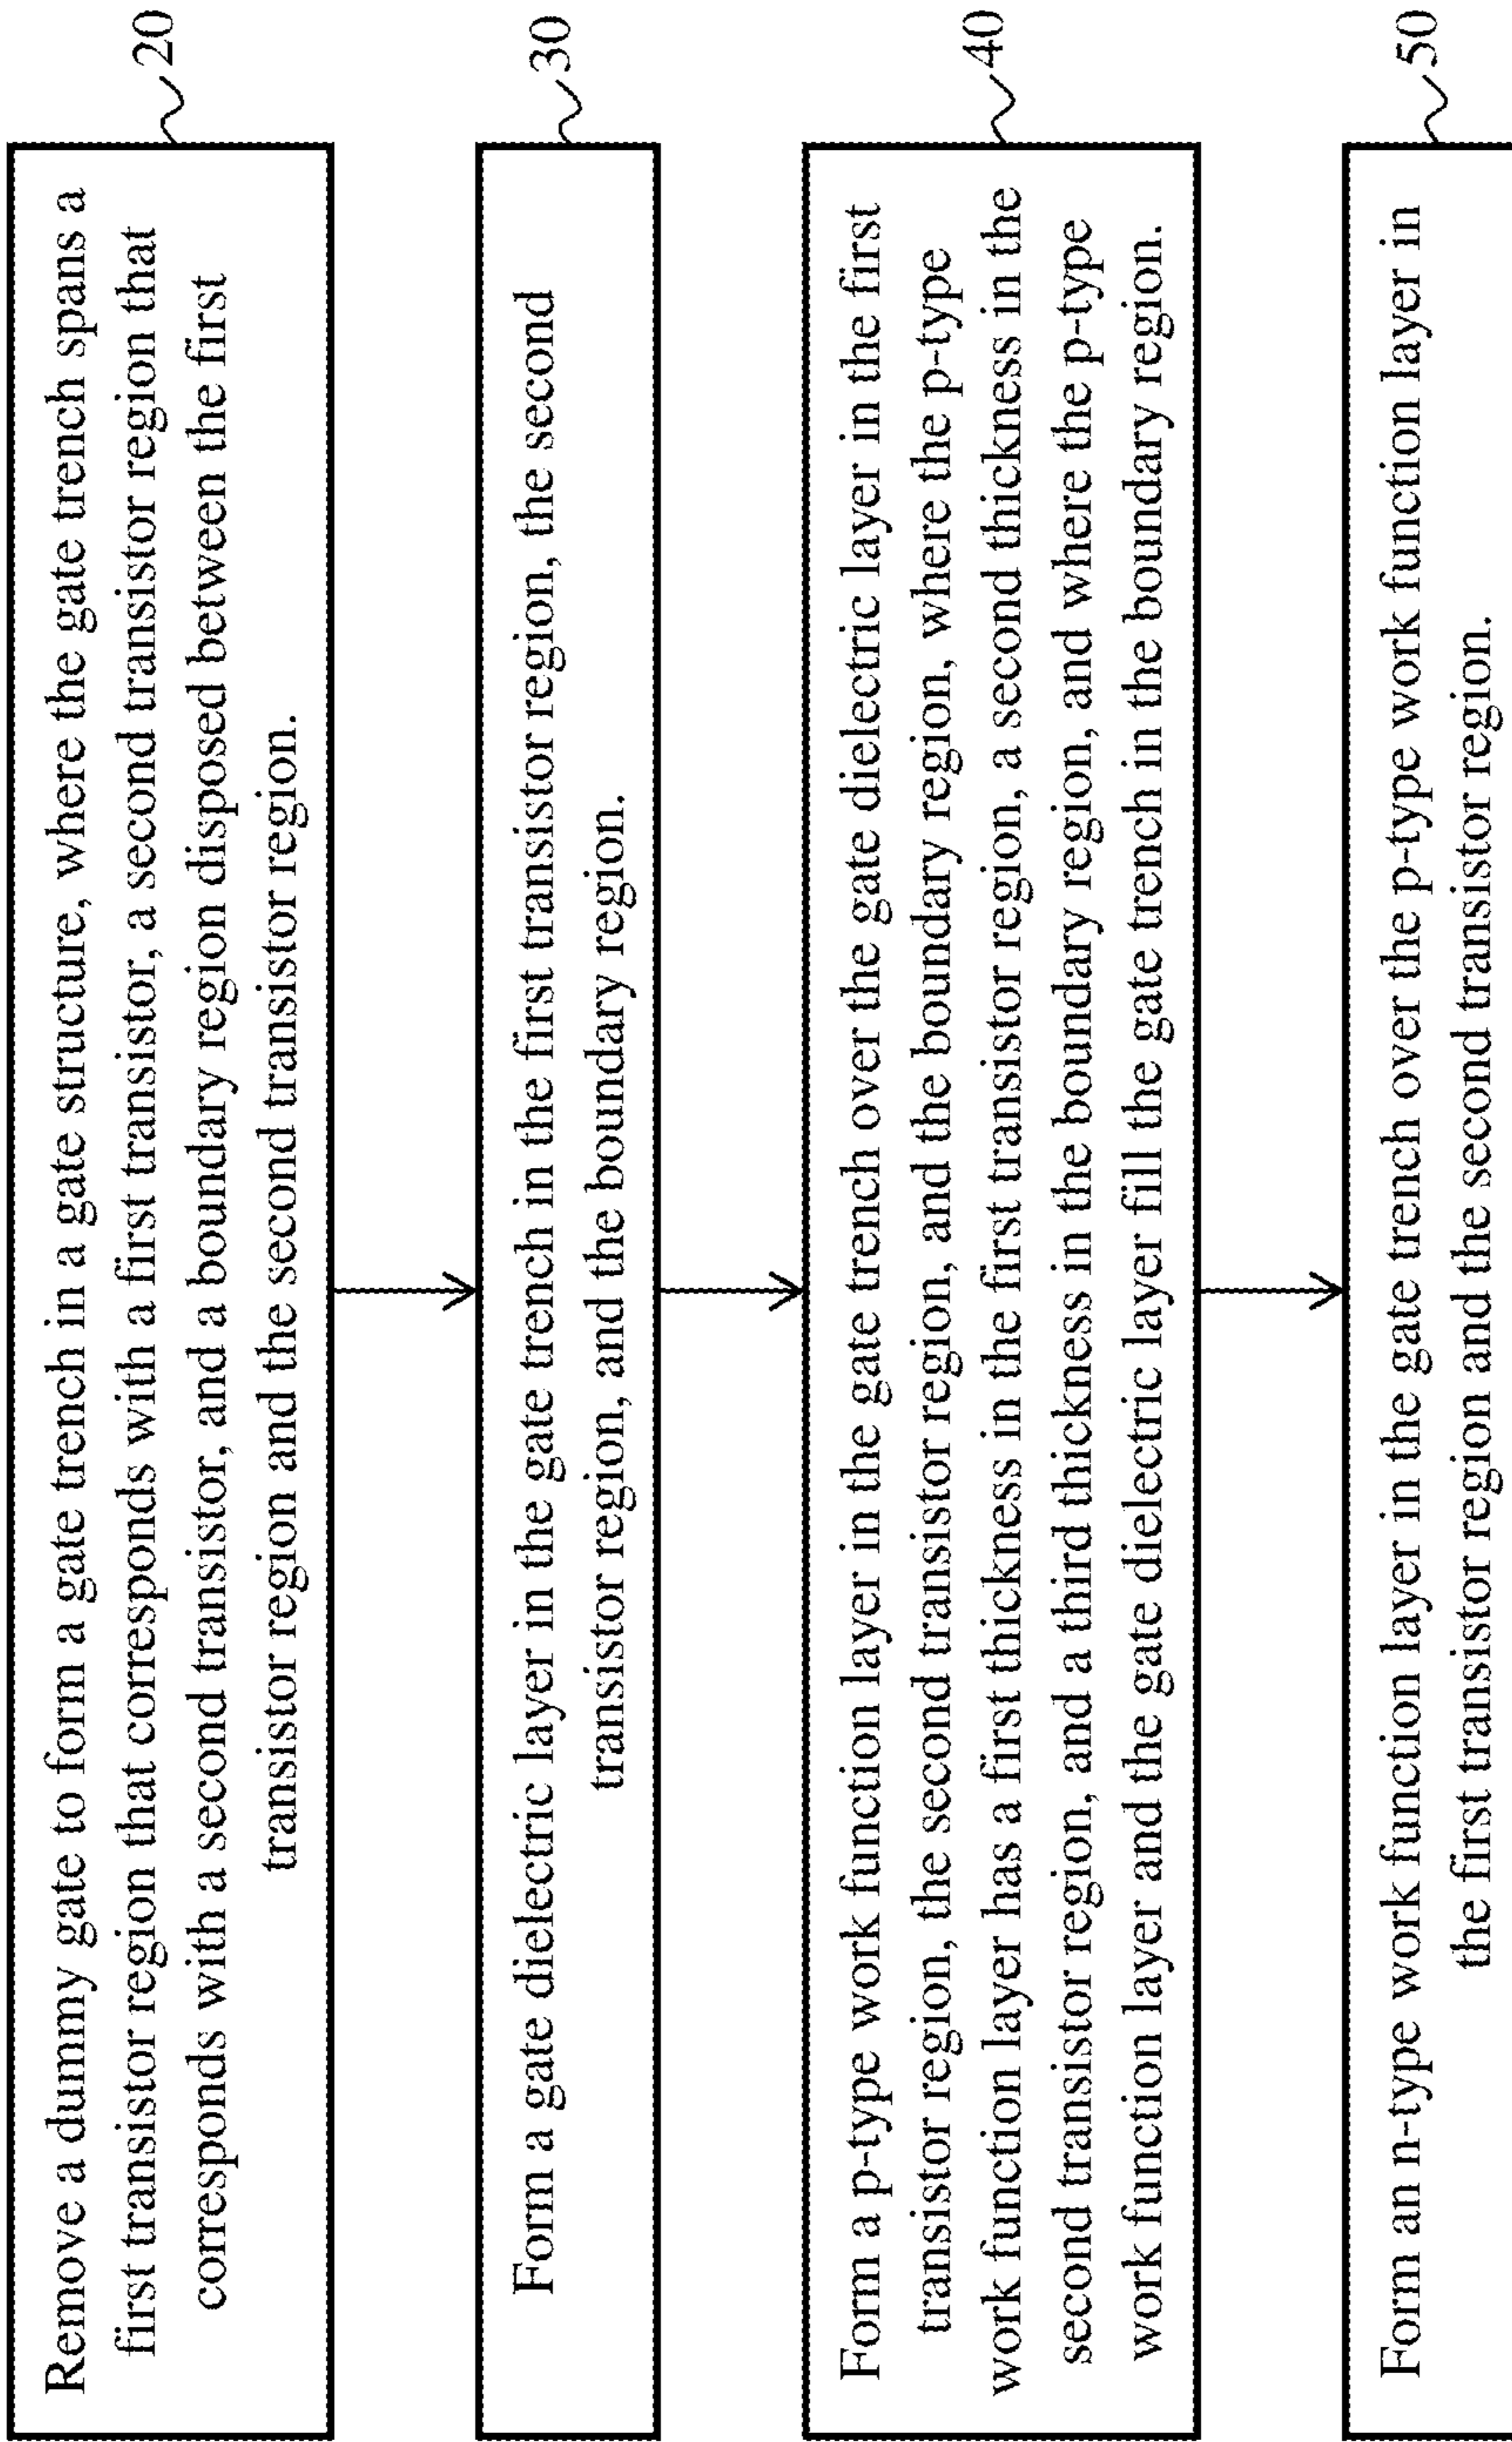 Remove a dummy gate to form a gate trench in a gate structure, where the gate trench spans a
first transistor region that corresponds with a first transistor, a second transistor region that
corresponds with a second transistor, and a boundary region disposed between the first
transistor region and the second transistor region.
20
Form a gate dielectric layer in the gate trench in the first transistor region, the second
transistor region, and the boundary region.
30
Form a p-type work function layer in the gate trench over the gate dielectric layer in the first
transistor region, the second transistor region, and the boundary region, where the p-type
work function layer has a first thickness in the first transistor region, a second thickness in the
second transistor region, and a third thickness in the boundary region, and where the p-type
work function layer and the gate dielectric layer fill the gate trench in the boundary region.
40
Form an n-type work function layer in the gate trench over the p-type work function layer in
the first transistor region and the second transistor region.
50